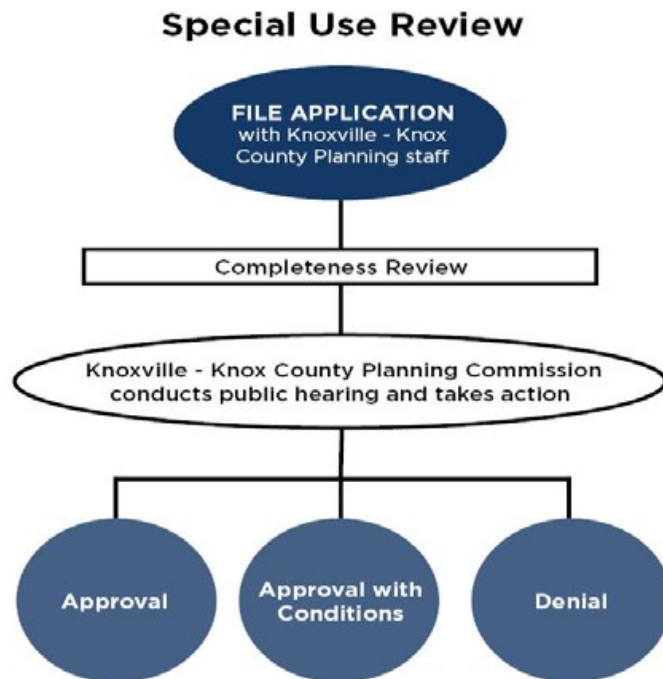 Special Use Review
FILE APPLICATION
with Knoxville - Knox
County Planning staff
Completeness Review
Knoxville - Knox County Planning Commission
conducts public hearing and takes action
Approval
Approval with
Conditions
Denial